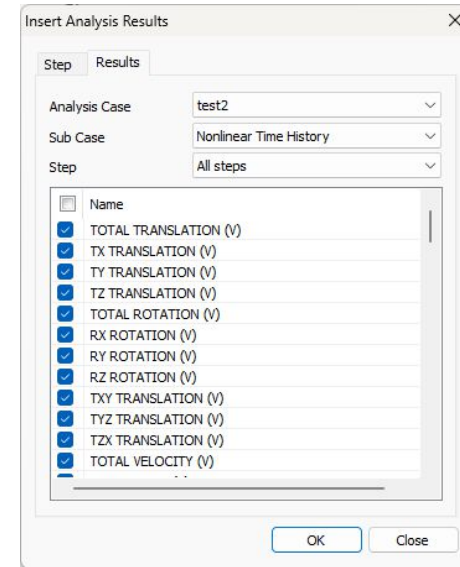 Insert Analysis Results
Step Results
Analysis Case test2
Sub Case Nonlinear Time History
Step All steps
Name
TOTAL TRANSLATION (V)
TX TRANSLATION (V)
TY TRANSLATION (V)
TZ TRANSLATION (V)
TOTAL ROTATION (V)
RX ROTATION (V)
RY ROTATION (V)
RZ ROTATION (V)
TXY TRANSLATION (V)
TYZ TRANSLATION (V)
TZX TRANSLATION (V)
TOTAL VELOCITY (V)
OK Close